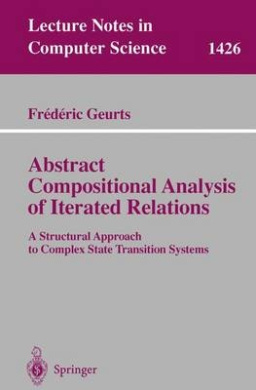 Lecture Notes in
Computer Science 1426
Frédéric Geurts
Abstract
Compositional Analysis
of Iterated Relations
A Structural Approach
to Complex State Transition Systems
Springer